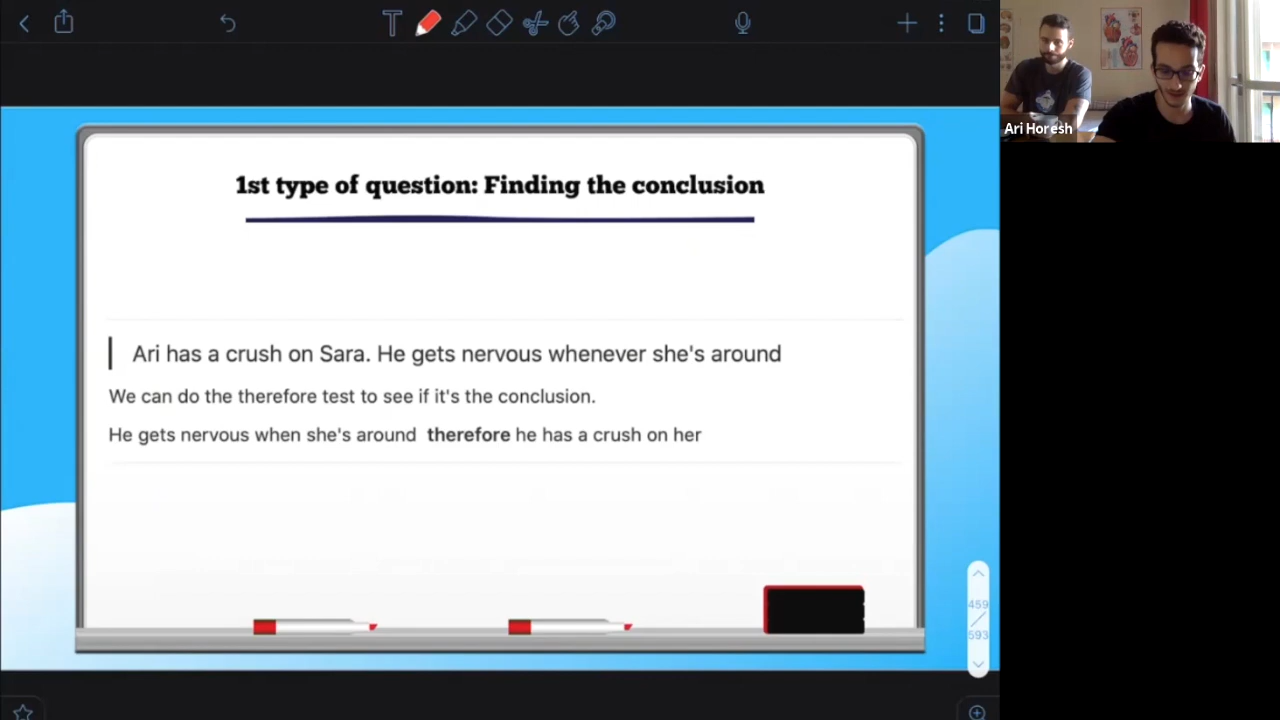 Ari Horesh
1st type of question: Finding the conclusion
Ari has a crush on Sara. He gets nervous whenever she's around
We can do the therefore test to see if it's the conclusion.
He gets nervous when she's around therefore he has a crush on her
459
593